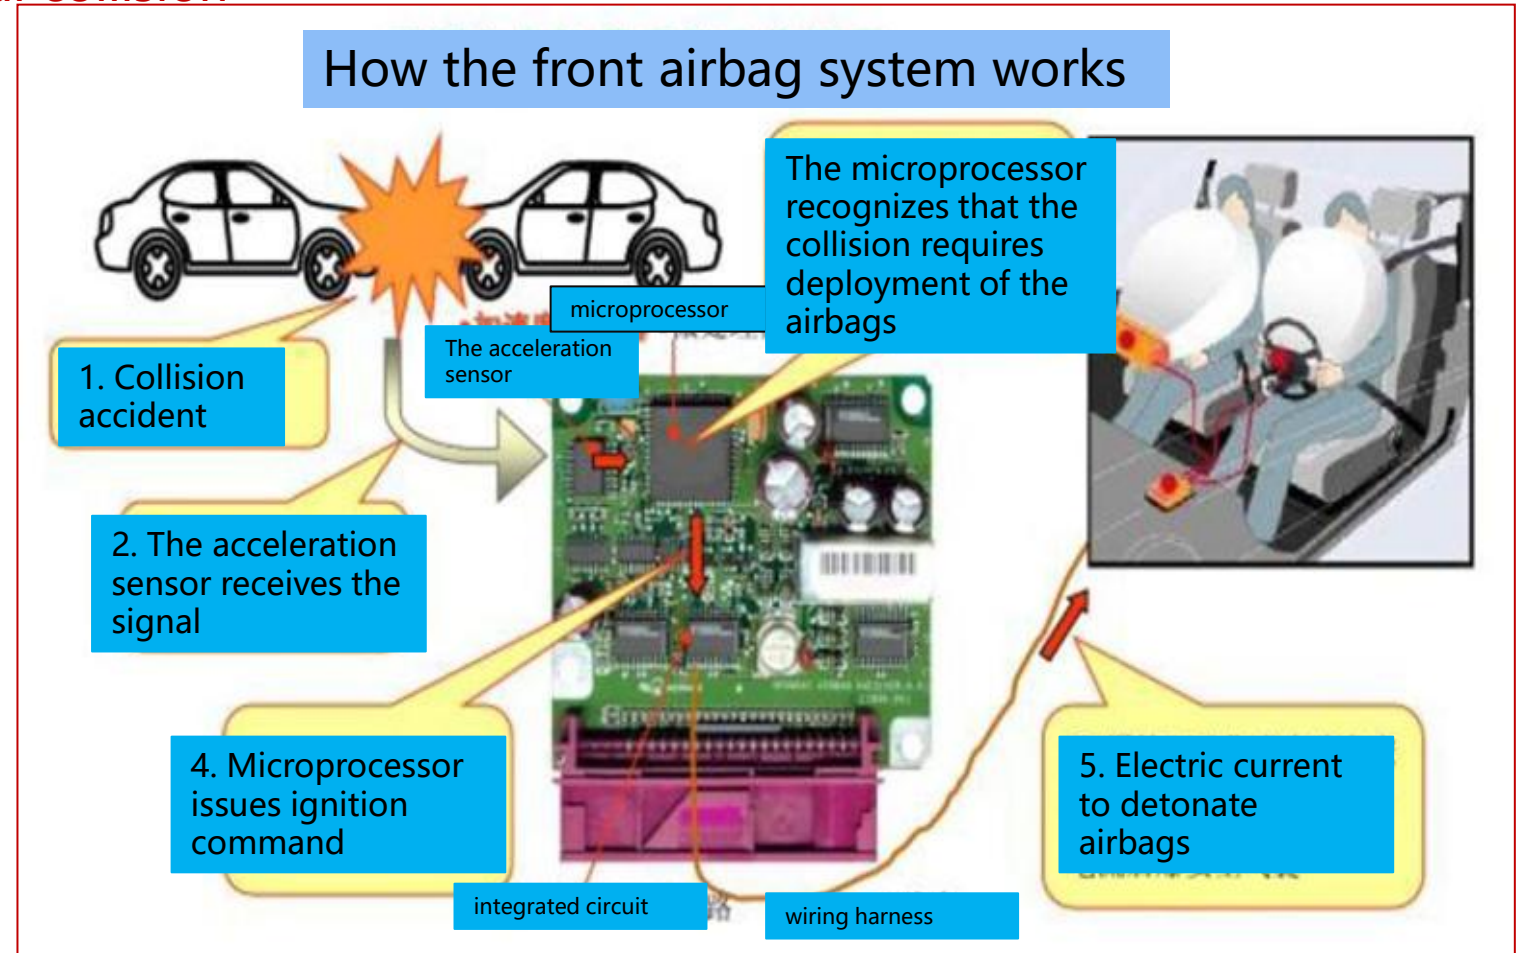 How the front airbag system works
The microprocessor
recognizes that the
collision requires
deployment of the
airbags
microprocessor
The acceleration
sensor
1. Collision
accident
2. The acceleration
sensor receives the
signal
4. Microprocessor
issues ignition
command
5. Electric current
to detonate
airbags
integrated circuit
路
wiring harness